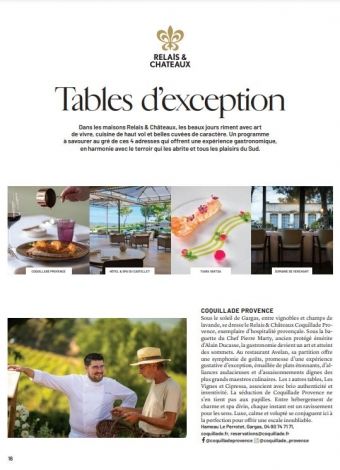 RELAIS &
CHATEAUX
Tables d'exception
Dans les maisons Relais & Châteaux, les beaux jours riment avec art
de vivre, cuisine de haut vol et belles cuvées de caractère. Un programme
à savourer au gré de ces 4 adresses qui offrent une expérience gastronomique,
en harmonie avec le terroir qui les abrite et tous les plaisirs du Sud.
COQUILLADE PROVENCE
HÔTEL & SPA DU CASTELLET
DOMAINE DE VERCHANT
COQUILLADE PROVENCE
Sous le soleil de Gargas, entre vignobles et champs de
lavande, se dresse le Relais & Châteaux Coquillade Pro-
vence, exemplaire d'hospitalité provençale. Sous la ba-
guette du Chef Pierre Marty, ancien protégé émérite
d'Alain Ducasse, la gastronomie devient un art et atteint
des sommets. Au restaurant Avelan, sa partition offre
une symphonie de goûts, promesse d'une expérience
gustative d'exception, émaillée de plats étonnants, d'al-
liances audacieuses et d'assaisonnements dignes des
plus grands maestros culinaires. Les 2 autres tables, Les
Vignes et Cipressa, associent avec brio authenticité et
inventivité. La séduction de Coquillade Provence ne
s'en tient pas aux papilles. Entre hébergement de
charme et spa divin, chaque instant est un ravissement
pour les sens. Luxe, calme et volupté se conjuguent ici à
la perfection pour offrir une escale inoubliable.
Hameau Le Perrotet, Gargas, 04 90 74 71 71,
coquillade.fr, reservations@coquillade.fr
@coquilladeprovence @coquillade_provence
16